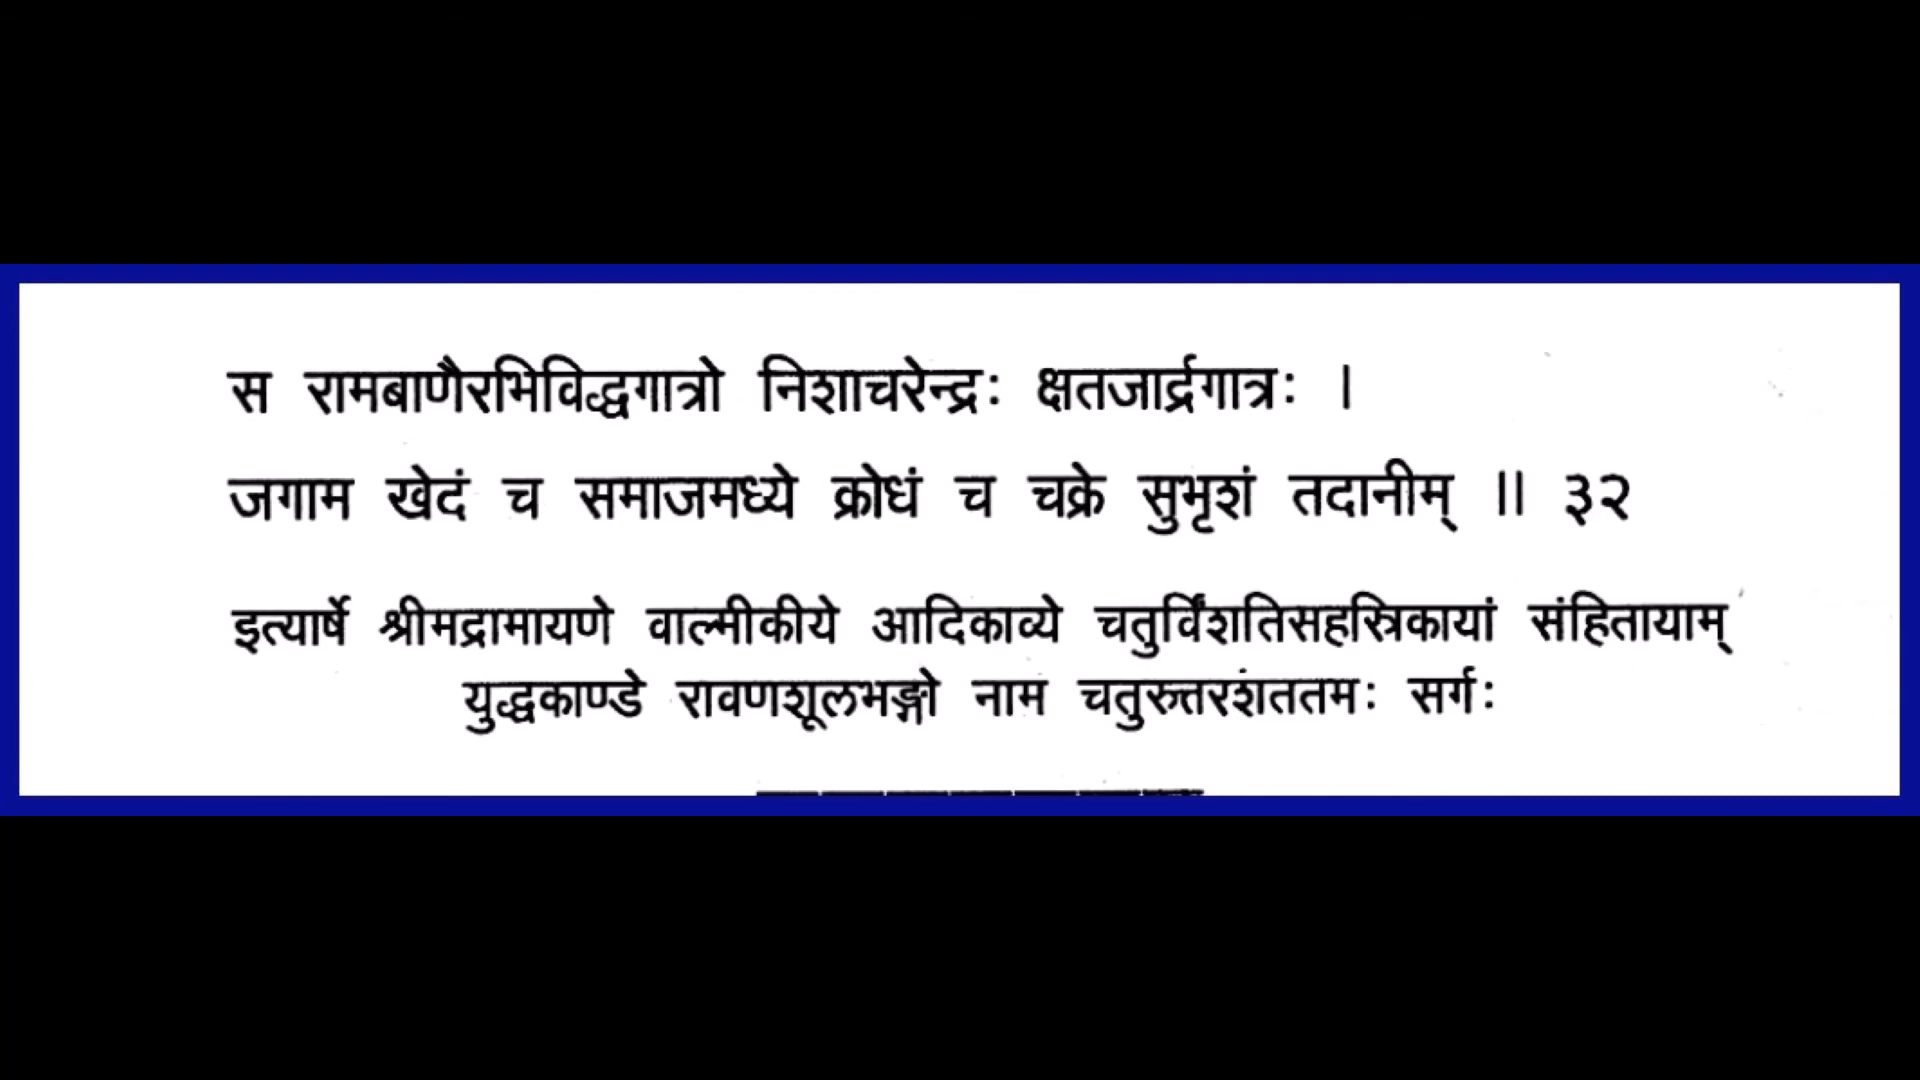 स रामबाणैरभिविद्धगात्रो निशाचरेन्द्रः क्षतजार्द्रगात्रः ।
जगाम खेदं च समाजमध्ये क्रोधं च चक्रे सुभृशं तदानीम् ॥ ३२
इत्यार्षे श्रीमद्रामायणे वाल्मीकीये आदिकाव्ये चतुर्विंशतिसहस्त्रिकायां संहितायाम्
युद्धकाण्डे रावणशूलभङ्गो नाम चतुरुत्तरशततमः सर्गः